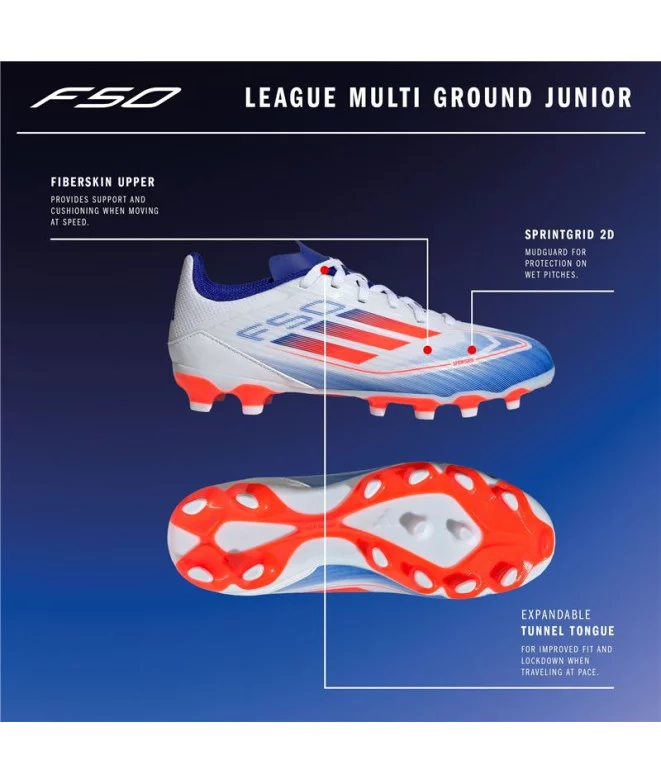 F50
LEAGUE MULTI GROUND JUNIOR
FIBERSKIN UPPER
PROVIDES SUPPORT AND
CUSHIONING WHEN MOVING
AT SPEED.
SPRINTGRID 2D
MUDGUARD FOR
PROTECTION ON
WET PITCHES.
F50
EXPANDABLE
TUNNEL TONGUE
FOR IMPROVED FIT AND
LOCKDOWN WHEN
TRAVELING AT PACE.